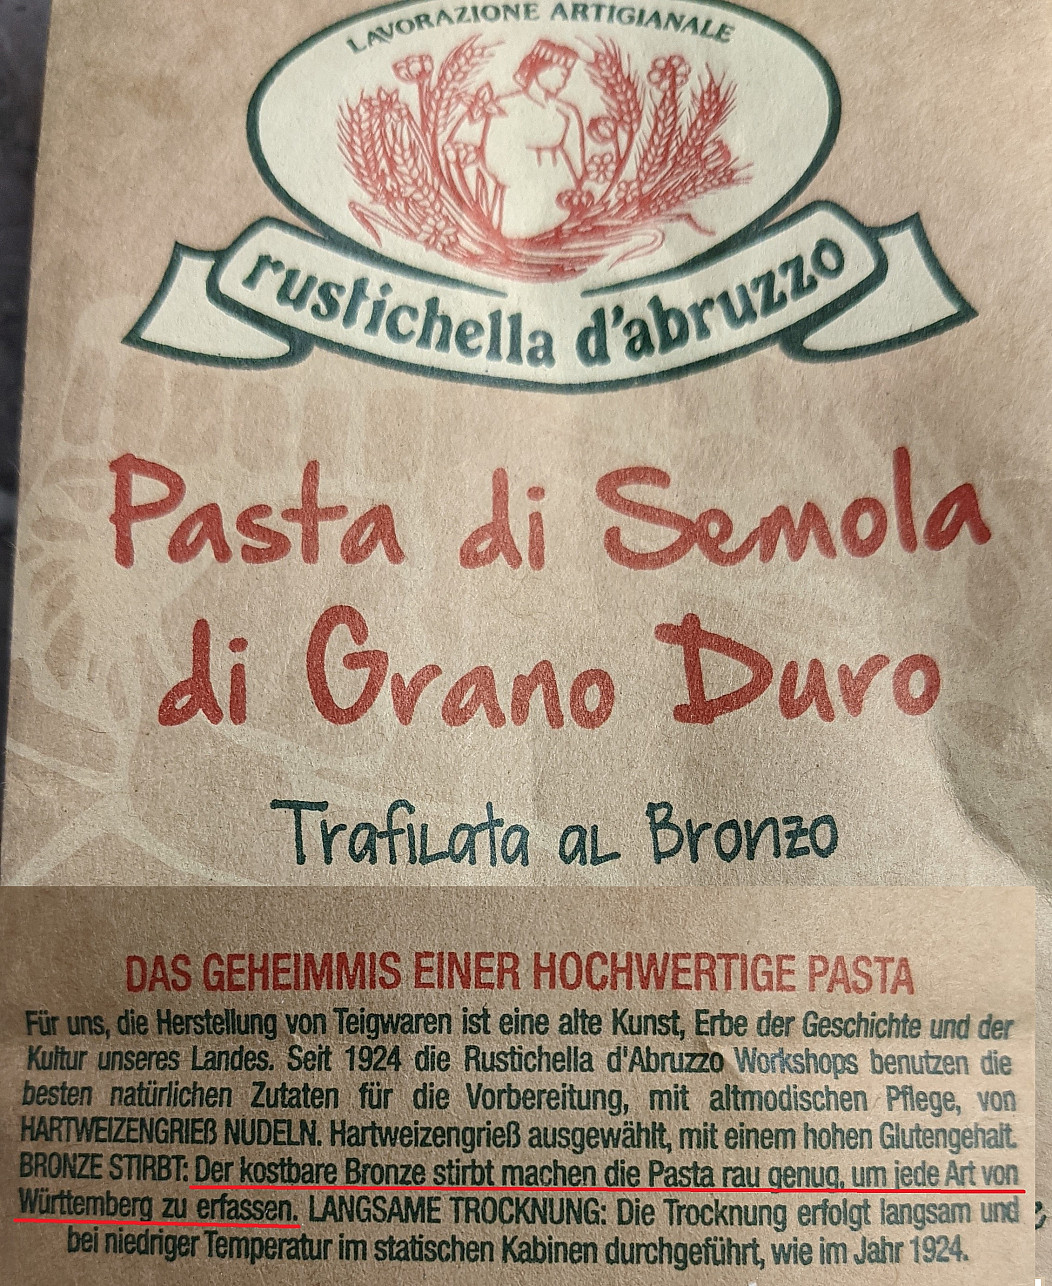 LAVORAZIONE ARTIGIANALE
rustichella d'abruzzo
Pasta di Semola
di Grano Duro
Trafilata al Bronzo
DAS GEHEIMMIS EINER HOCHWERTIGE PASTA
Für uns, die Herstellung von Teigwaren ist eine alte Kunst, Erbe der Geschichte und der
Kultur unseres Landes. Seit 1924 die Rustichella d'Abruzzo Workshops benutzen die
besten natürlichen Zutaten für die Vorbereitung, mit altmodischen Pflege, von
HARTWEIZENGRIEß NUDELN. Hartweizengrieß ausgewählt, mit einem hohen Glutengehalt.
BRONZE STIRBT: Der kostbare Bronze stirbt machen die Pasta rau genug, um jede Art von
Württemberg zu erfassen. LANGSAME TROCKNUNG: Die Trocknung erfolgt langsam und
bei niedriger Temperatur im statischen Kabinen durchgeführt, wie im Jahr 1924.